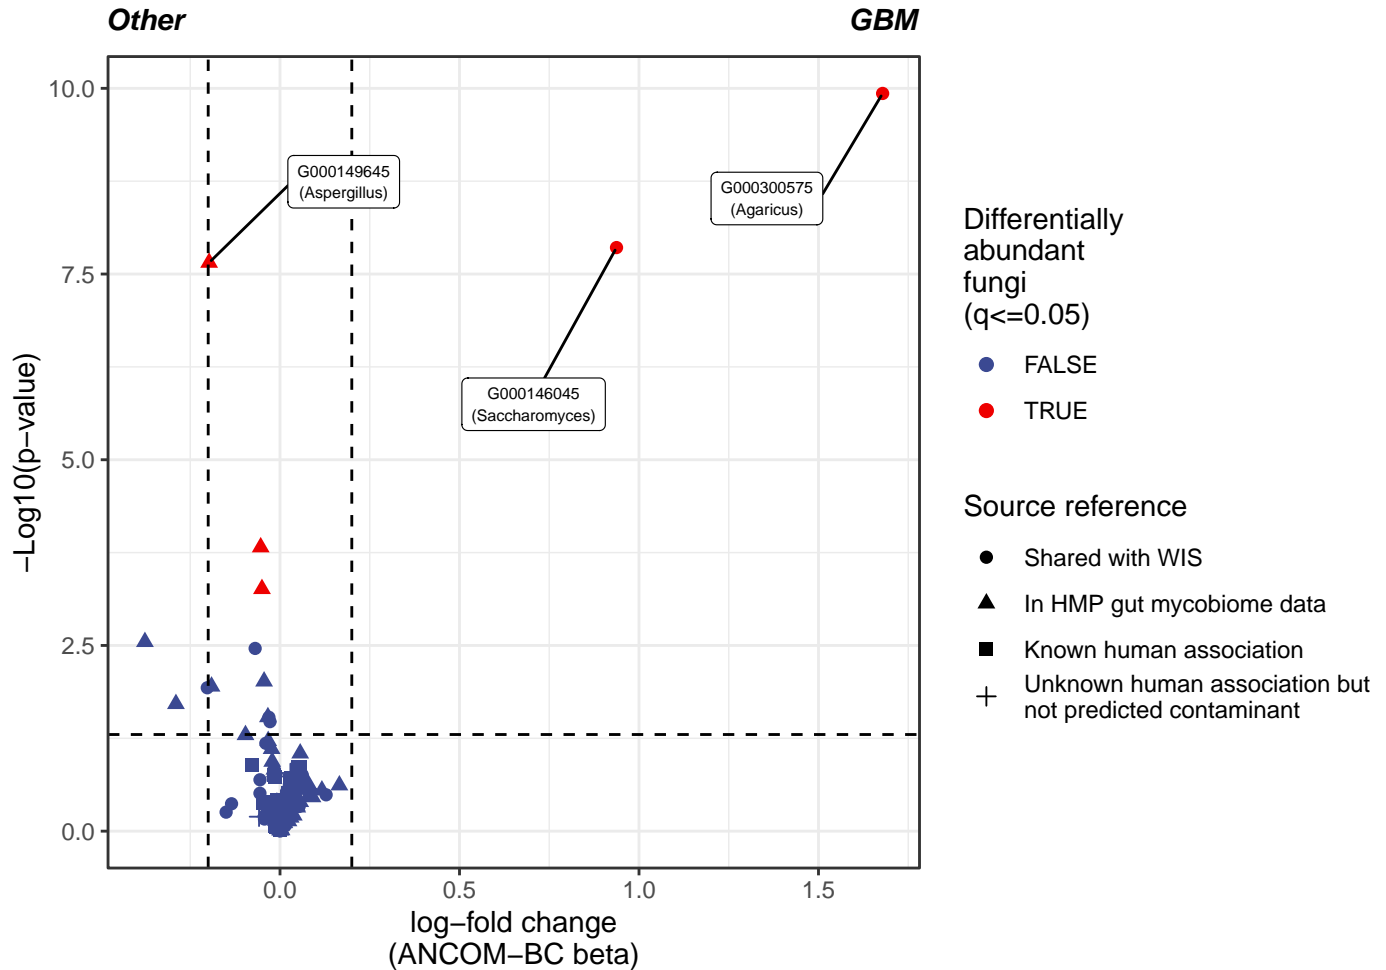 Other
GBM
10.0
7.5
5.0
2.5
0.0
−Log10(p−value)
G000149645
(Aspergillus)
G000300575
(Agaricus)
G000146045
(Saccharomyces)
0.0
0.5
1.0
1.5
log−fold change
(ANCOM−BC beta)
Differentially
abundant
fungi
(q<=0.05)
FALSE
TRUE
Source reference
Shared with WIS
In HMP gut mycobiome data
Known human association
Unknown human association but
not predicted contaminant